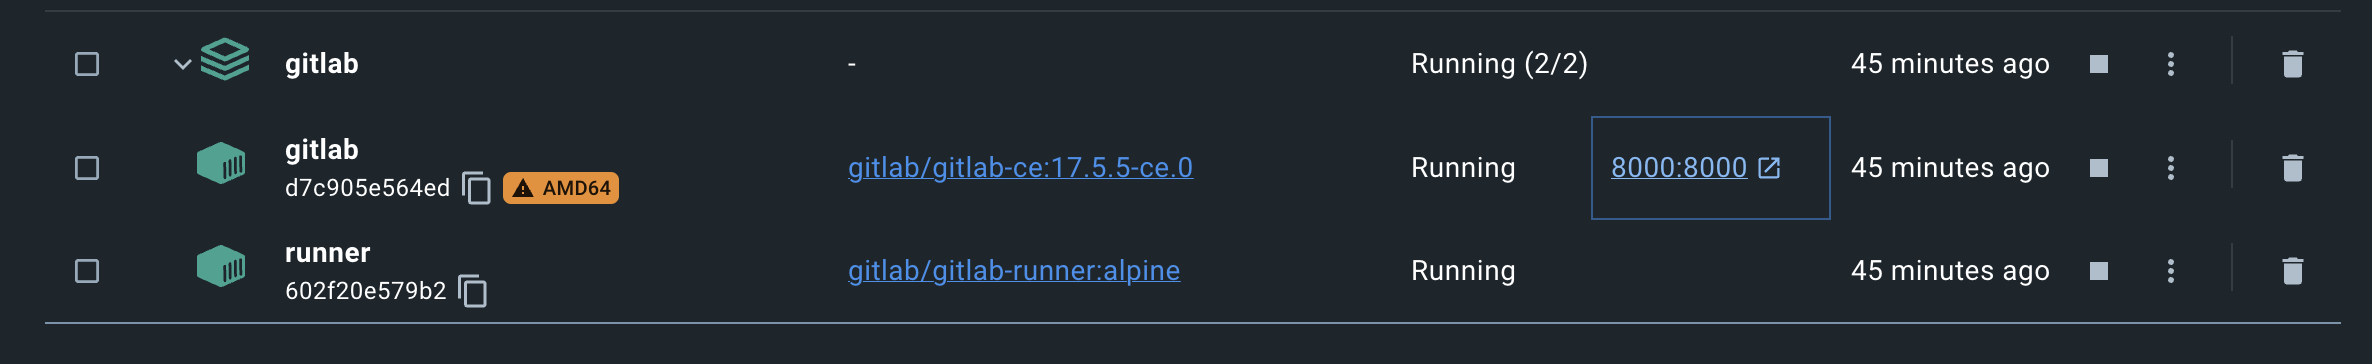 gitlab - Running (2/2) 45 minutes ago
gitlab
d7c905e564ed AMD64 gitlab/gitlab-ce:17.5.5-ce.0 Running 8000:8000 45 minutes ago
runner
602f20e579b2 gitlab/gitlab-runner:alpine Running 45 minutes ago